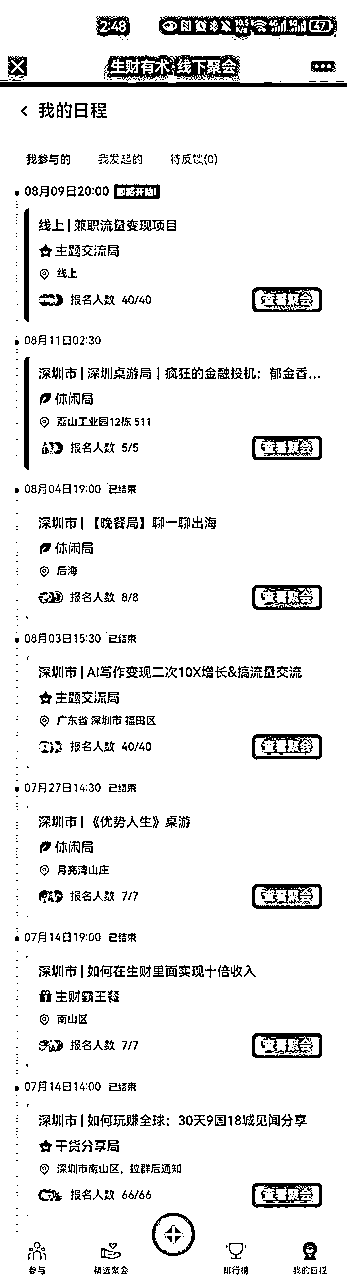 2:48
47
生财有术·线下聚会
我的日程
我参与的 我发起的 待反馈(0)
08月09日20:00 即将开始!
线上 | 兼职流量变现项目
主题交流局
线上
报名人数 40/40 查看聚会
08月11日02:30
深圳市 | 深圳桌游局 | 疯狂的金融投机：郁金香...
休闲局
荔山工业园12栋 511
报名人数 5/5 查看聚会
08月04日19:00 已结束
深圳市 | 【晚餐局】聊一聊出海
休闲局
后海
报名人数 8/8 查看聚会
08月03日15:30 已结束
深圳市 | AI写作变现二次10X增长&搞流量交流
主题交流局
广东省 深圳市 福田区
报名人数 40/40 查看聚会
07月27日14:30 已结束
深圳市 | 《优势人生》桌游
休闲局
月亮湾山庄
报名人数 7/7 查看聚会
07月14日19:00 已结束
深圳市 | 如何在生财里面实现十倍收入
生财霸王餐
南山区
报名人数 7/7 查看聚会
07月14日14:00 已结束
深圳市 | 如何玩赚全球：30天9国18城见闻分享
干货分享局
深圳市南山区，拉群后通知
报名人数 66/66 查看聚会
参与 精选聚会 排行榜 我的日程